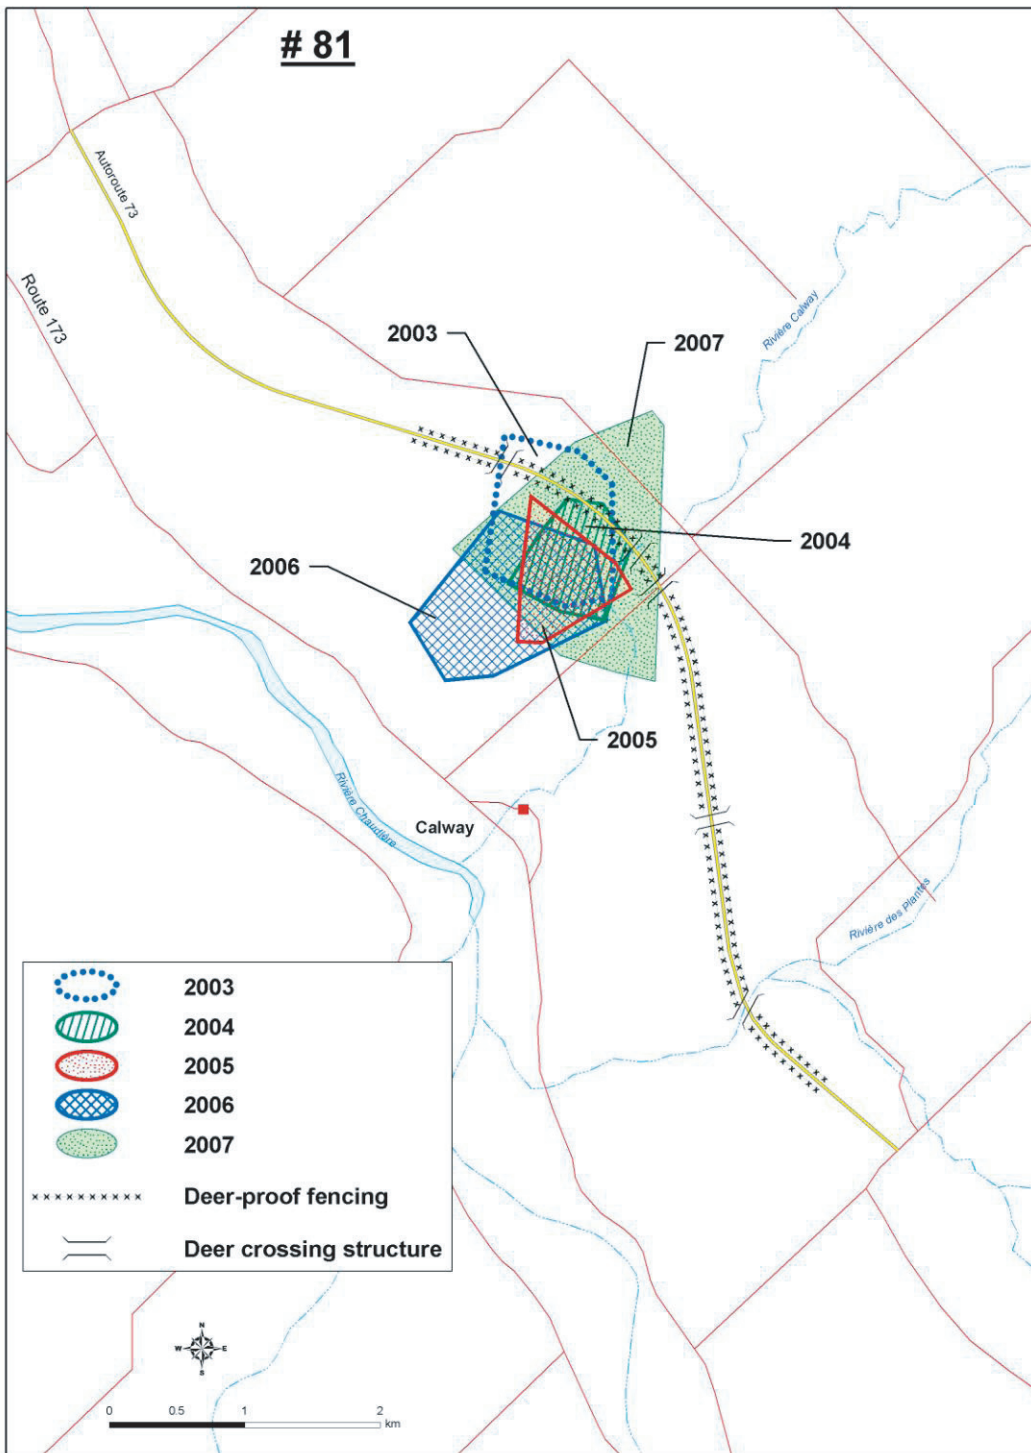 # 81
Autoroute 73
Route 173
Rivière Calway
2003
2007
2004
2006
2005
Rivière Chaudière
Calway
Rivière des Plantes
2003
2004
2005
2006
2007
Deer-proof fencing
Deer crossing structure
N
W E
S
0 0.5 1 2
km